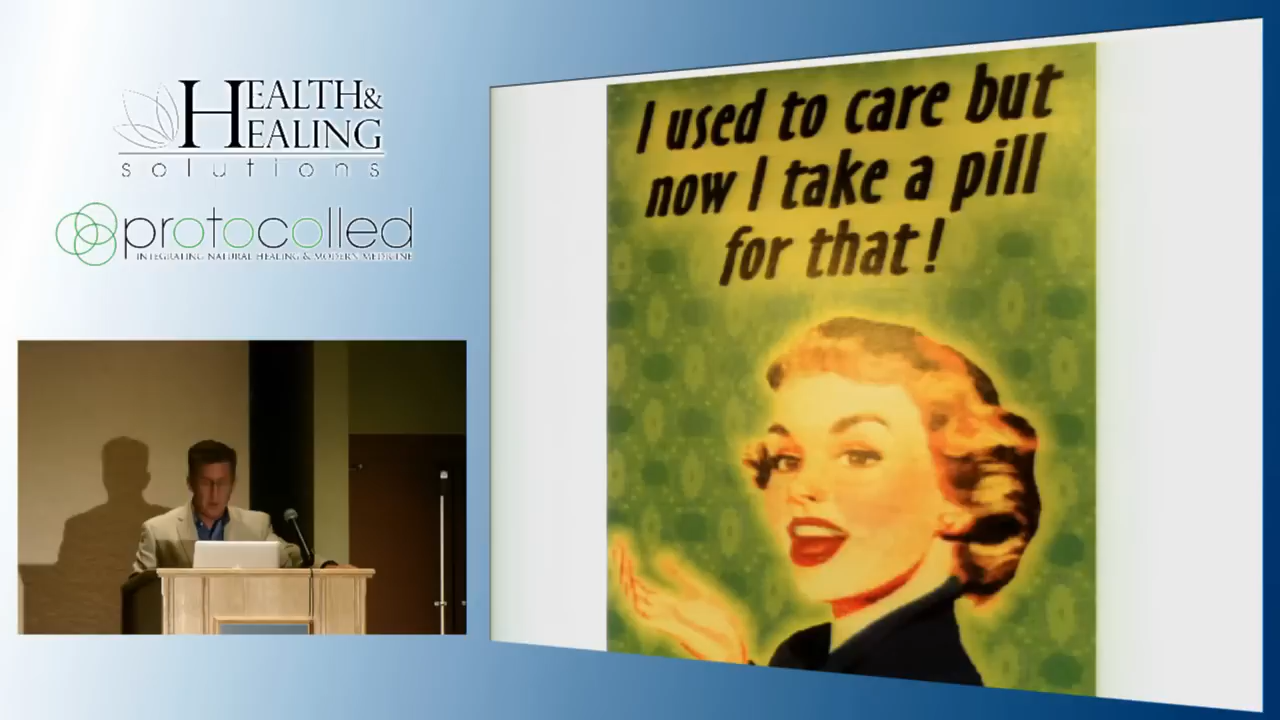 HEALTH&
HEALING
solutions
protocolled
INTEGRATING NATURAL HEALING & MODERN MEDICINE
I used to care but
now I take a pill
for that!